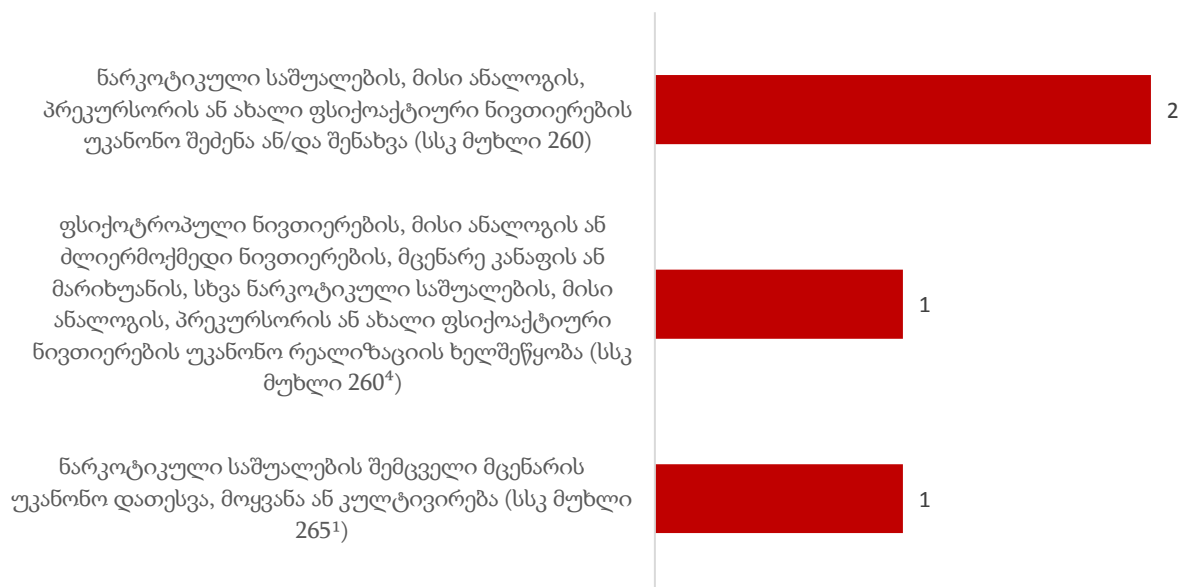 ნარკოტიკული საშუალების, მისი ანალოგის,
პრეკურსორის ან ახალი ფსიქოაქტიური ნივთიერების
უკანონო შეძენა ან/და შენახვა (სსკ მუხლი 260)
2
ფსიქოტროპული ნივთიერების, მისი ანალოგის ან
ძლიერმოქმედი ნივთიერების, მცენარე კანაფის ან
მარიხუანის, სხვა ნარკოტიკული საშუალების, მისი
ანალოგის, პრეკურსორის ან ახალი ფსიქოაქტიური
ნივთიერების უკანონო რეალიზაციის ხელშეწყობა (სსკ
მუხლი 260⁴)
1
ნარკოტიკული საშუალების შემცველი მცენარის
უკანონო დათესვა, მოყვანა ან კულტივირება (სსკ მუხლი
265¹)
1